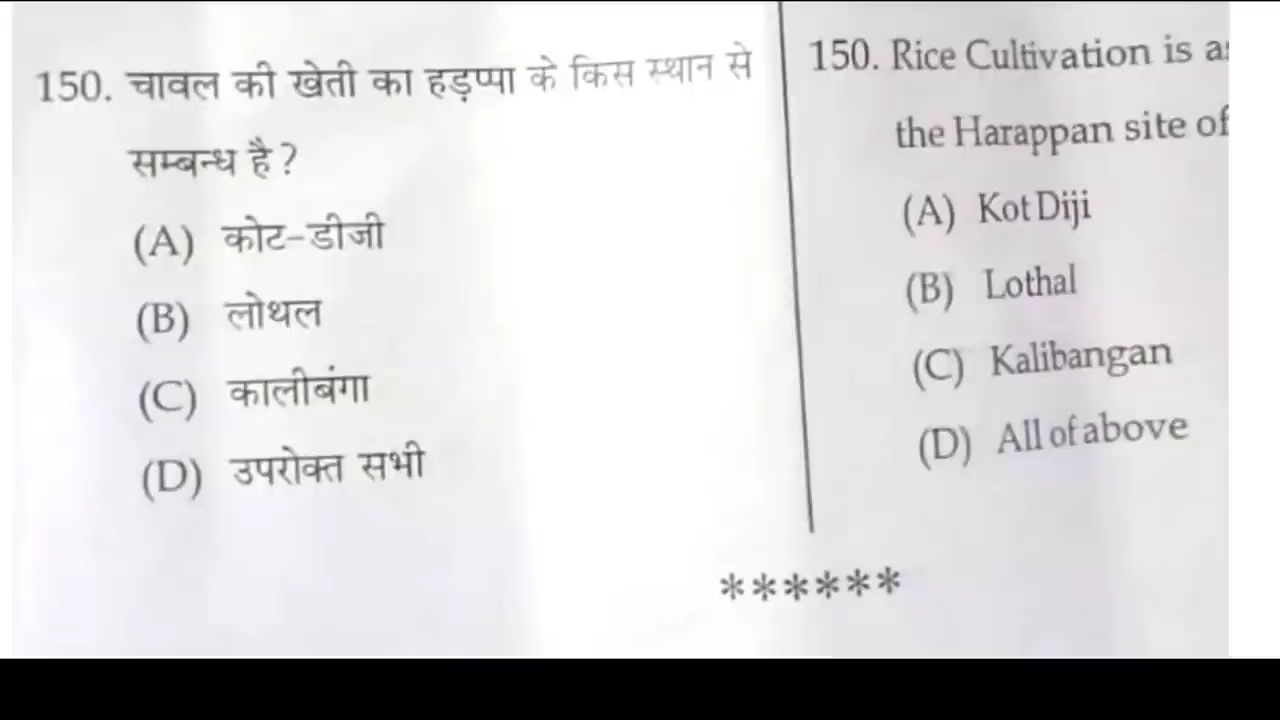 150. चावल की खेती का हड़प्पा के किस स्थान से
सम्बन्ध है ?
(A) कोट-डीजी
(B) लोथल
(C) कालीबंगा
(D) उपरोक्त सभी
150. Rice Cultivation is
the Harappan site of
(A) Kot Diji
(B) Lothal
(C) Kalibangan
(D) All of above
******